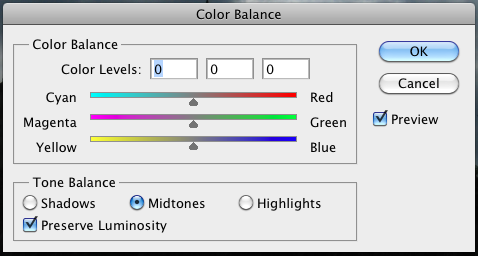 Color Balance
Color Balance
OK
Color Levels: 0 0 0
Cancel
Cyan Red
Magenta Green
Preview
Yellow Blue
Tone Balance
Shadows Midtones Highlights
Preserve Luminosity